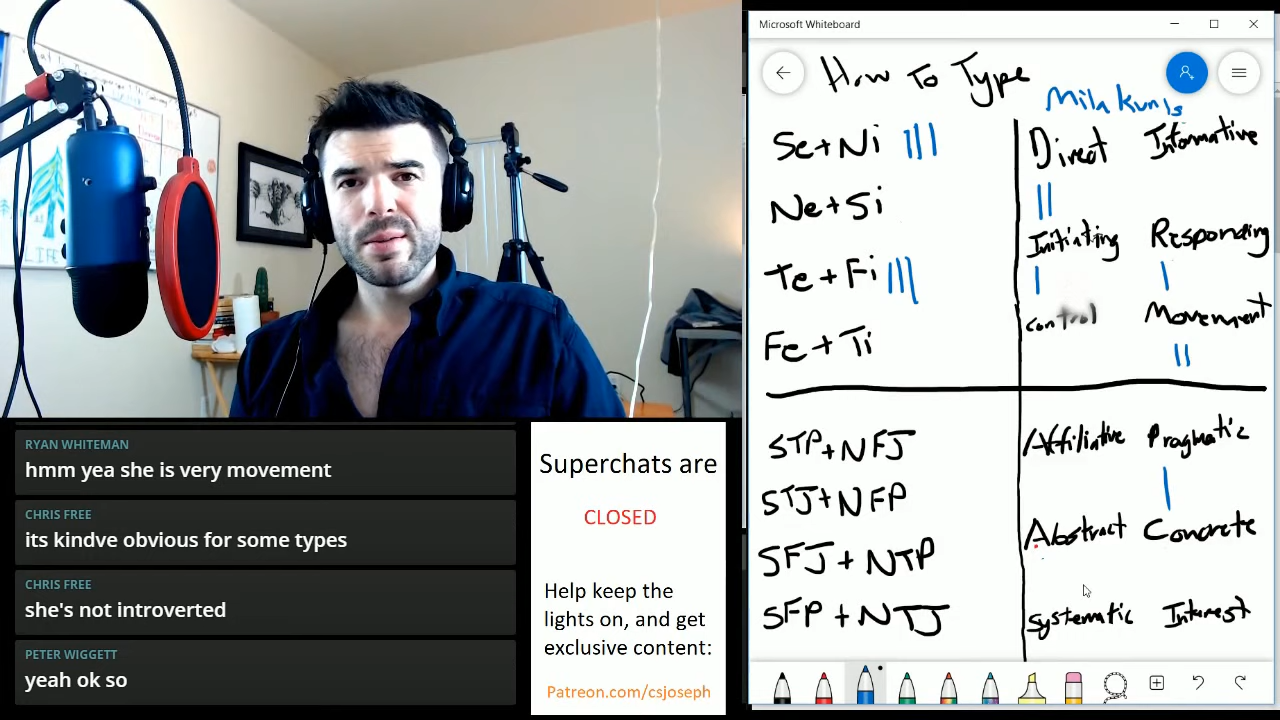 Microsoft Whiteboard
How To Type
Mila Kunis
Se+Ni
Direct Informative
Ne+Si
Initiating Responding
Te + Fi
control Movement
Fe + Ti
STP+NFJ
Affiliative Pragmatic
STJ+NFP
Abstract Concrete
SFJ + NTP
SFP + NTJ
Systematic Interest
LIFE
RYAN WHITEMAN
hmm yea she is very movement
CHRIS FREE
its kindve obvious for some types
CHRIS FREE
she's not introverted
PETER WIGGETT
yeah ok so
Superchats are
CLOSED
Help keep the
lights on, and get
exclusive content:
Patreon.com/csjoseph